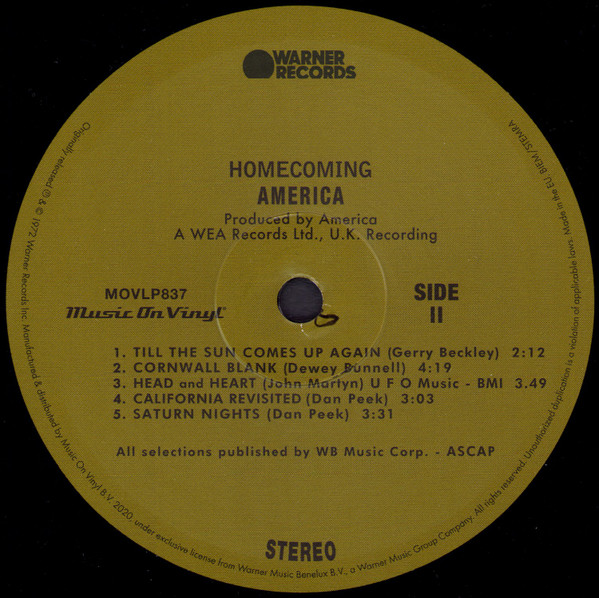 WARNER
RECORDS
HOMECOMING
AMERICA
Produced by America
A WEA Records Ltd., U.K. Recording
MOVLP837
Music On Vinyl
SIDE
II
1. TILL THE SUN COMES UP AGAIN (Gerry Beckley) 2:12
2. CORNWALL BLANK (Dewey Bunnell) 4:19
3. HEAD and HEART (John Martyn) U F O Music - BMI 3.49
4. CALIFORNIA REVISITED (Dan Peek) 3:03
5. SATURN NIGHTS (Dan Peek) 3:31
All selections published by WB Music Corp. - ASCAP
STEREO
Originally released ℗ & © 1972 Warner Records Inc. Manufactured & distributed by Music On Vinyl B.V. 2020, under exclusive license from Warner Music Benelux B.V., a Warner Music Group Company. All rights reserved. Unauthorized duplication is a violation of applicable laws. Made in the EU. BIEM/STEMRA